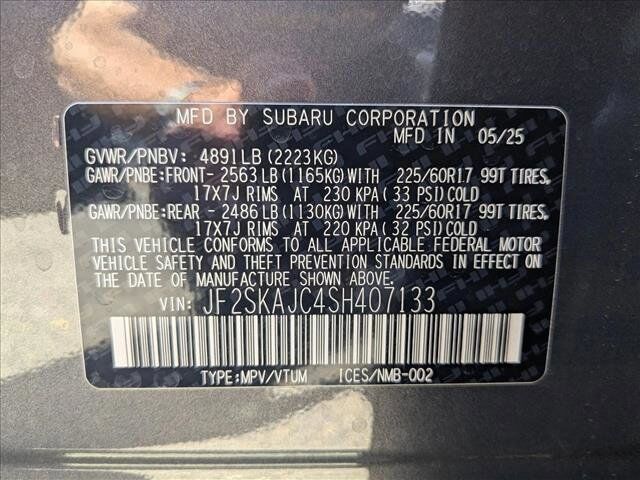 MFD BY SUBARU CORPORATION
MFD IN 05/25
GVWR/PNBV: 4891LB(2223KG)
GAWR/PNBE:FRONT- 2563 LB(1165KG)WITH 225/60R17 99T TIRES.
17X7J RIMS AT 230 KPA(33 PSI)COLD
GAWR/PNBE:REAR - 2486 LB(1130KG)WITH 225/60R17 99T TIRES.
17X7J RIMS AT 220 KPA(32 PSI)COLD
THIS VEHICLE CONFORMS TO ALL APPLICABLE FEDERAL MOTOR
VEHICLE SAFETY AND THEFT PREVENTION STANDARDS IN EFFECT ON
THE DATE OF MANUFACTURE SHOWN ABOVE.
VIN: JF2SKAJC4SH407133
TYPE:MPV/VTUM ICES/NMB-002